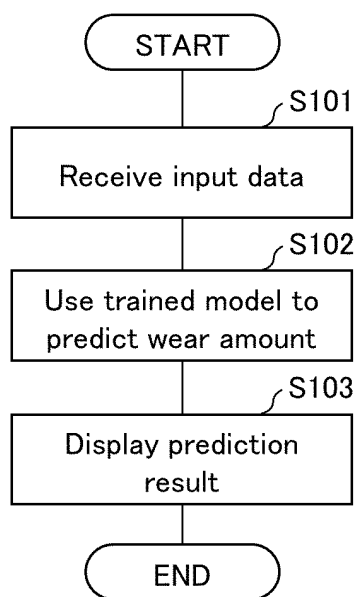 START
S101
Receive input data
S102
Use trained model to
predict wear amount
S103
Display prediction
result
END